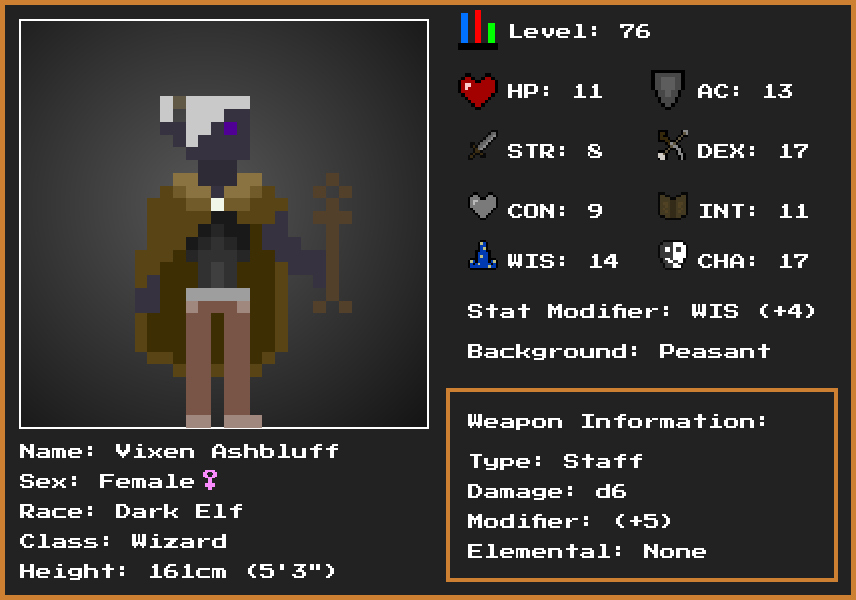 Level: 76
HP: 11
AC: 13
STR: 8
DEX: 17
CON: 9
INT: 11
WIS: 14
CHA: 17
Stat Modifier: WIS (+4)
Background: Peasant
Weapon Information:
Type: Staff
Damage: d6
Modifier: (+5)
Elemental: None
Name: Vixen Ashbluff
Sex: Female♀
Race: Dark Elf
Class: Wizard
Height: 161cm (5'3")